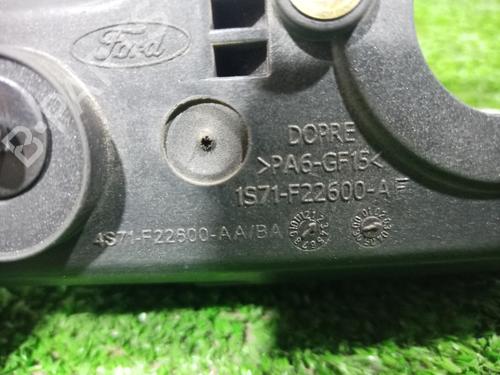 Ford
DOPRE
>PA6-GF15<
1S71-F22600-A
4S71-F22600-AA/BA